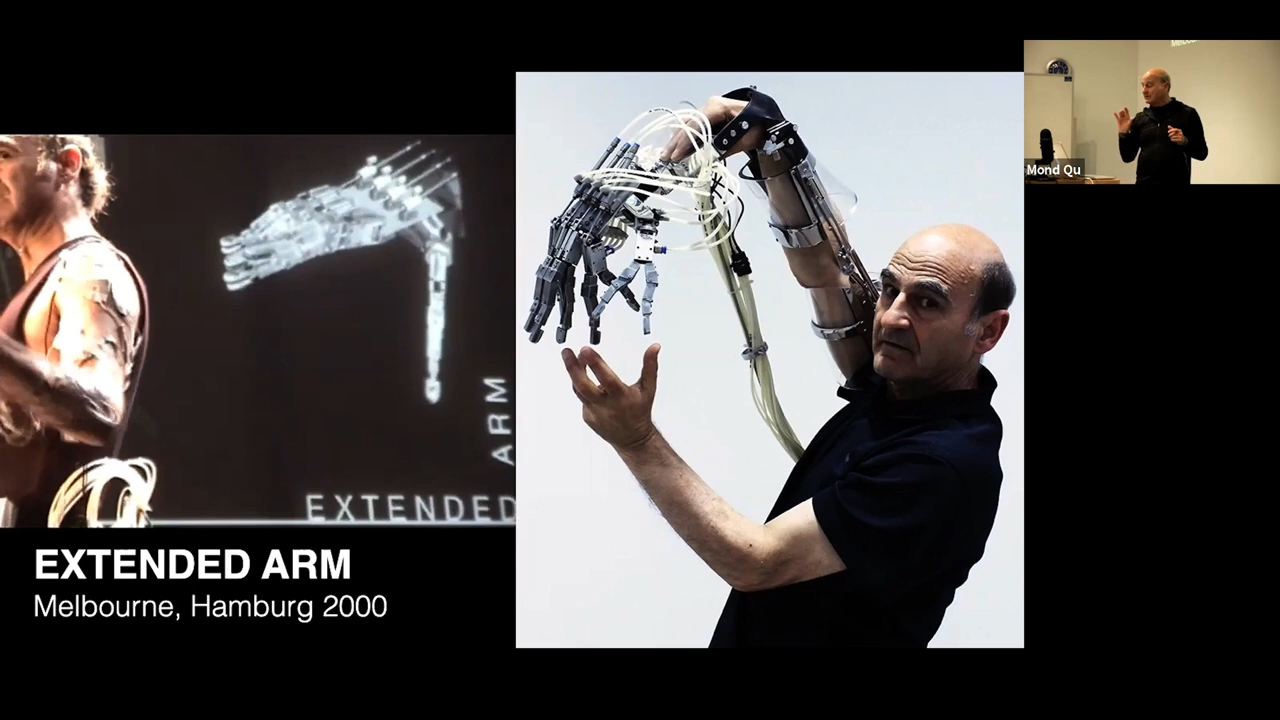 ARM
EXTENDED
EXTENDED ARM
Melbourne, Hamburg 2000
Mond Qu